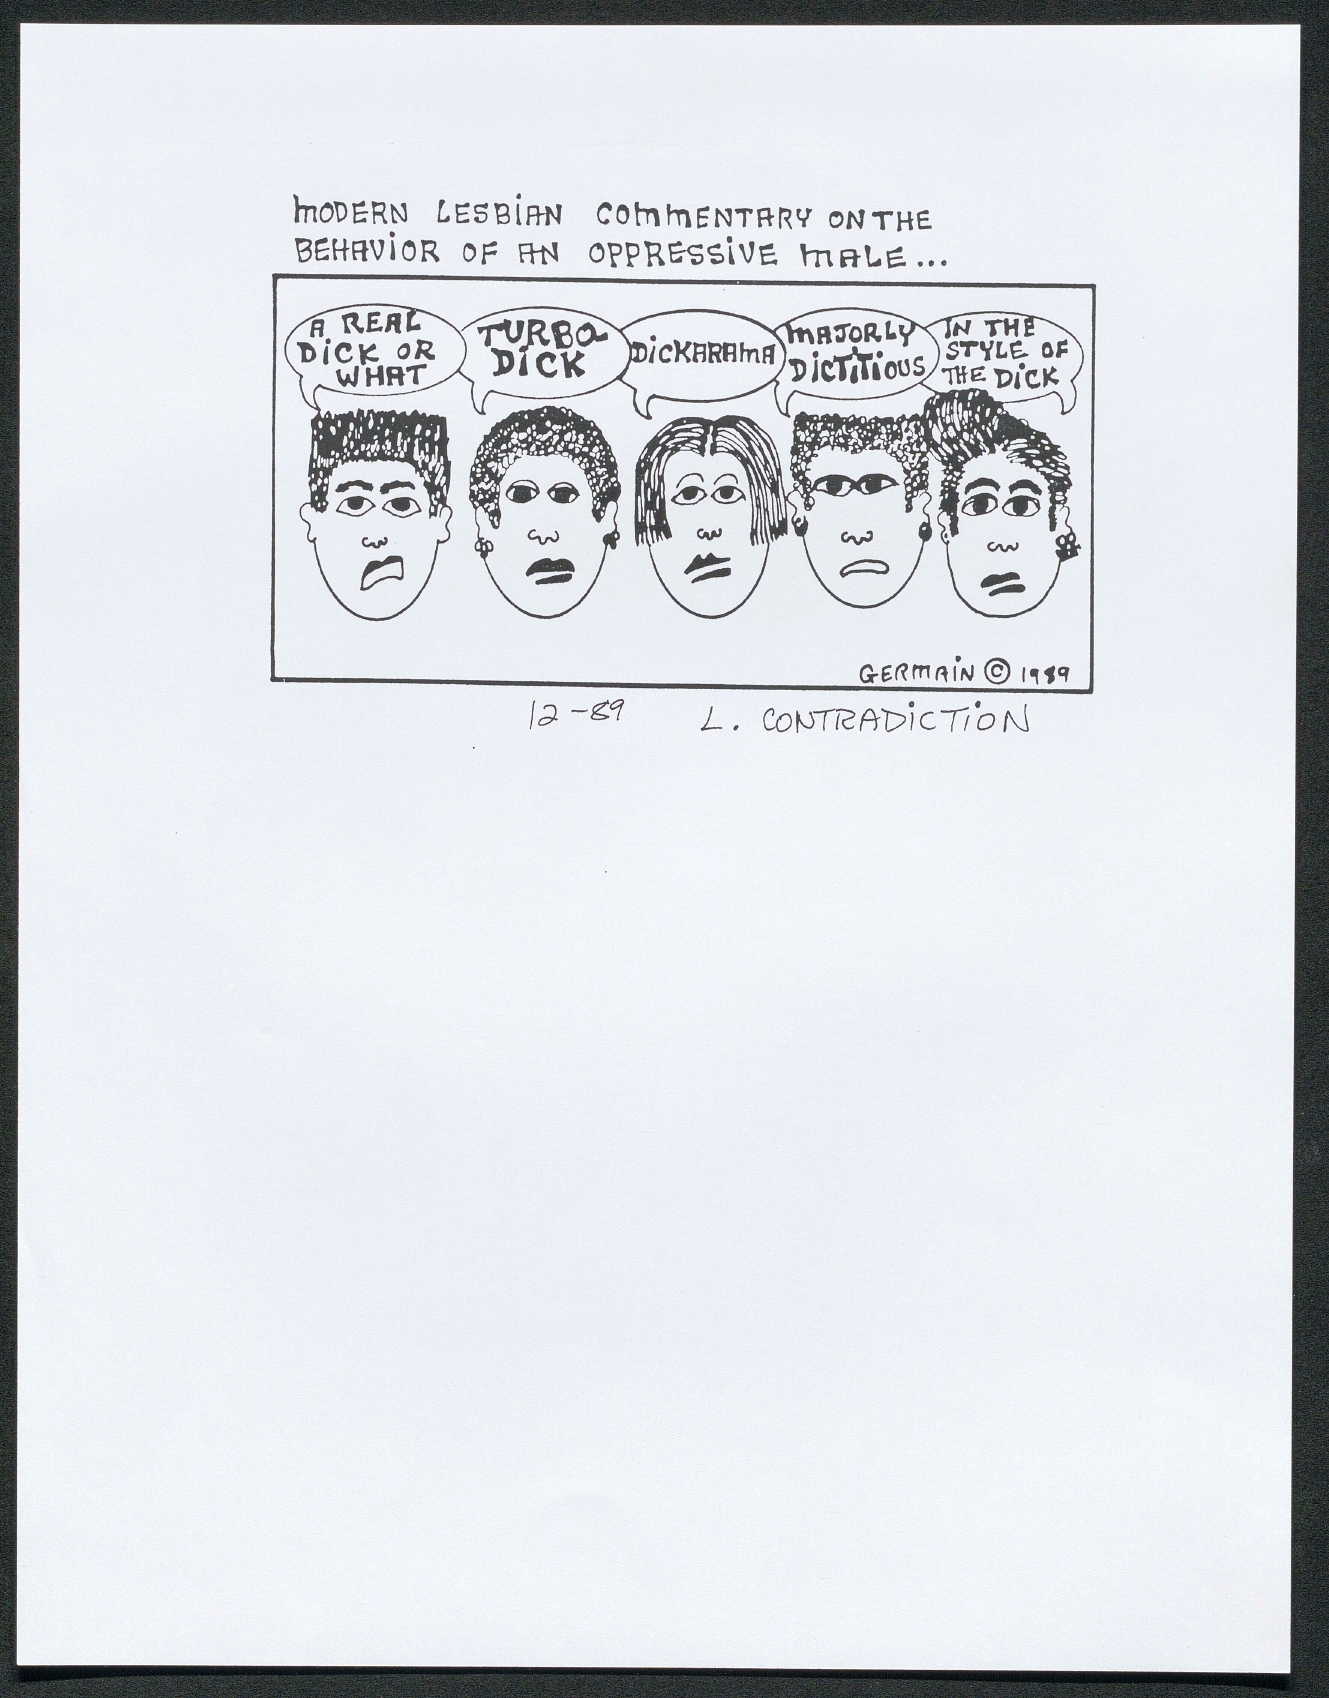 MODERN LESBIAN COMMENTARY ON THE
BEHAVIOR OF AN OPPRESSIVE MALE...
A REAL
DICK OR
WHAT
TURBO
DICK
DICKARAMA
MAJORLY
DICTITIOUS
IN THE
STYLE OF
THE DICK
GERMAIN © 1989
12-89 L. CONTRADICTION